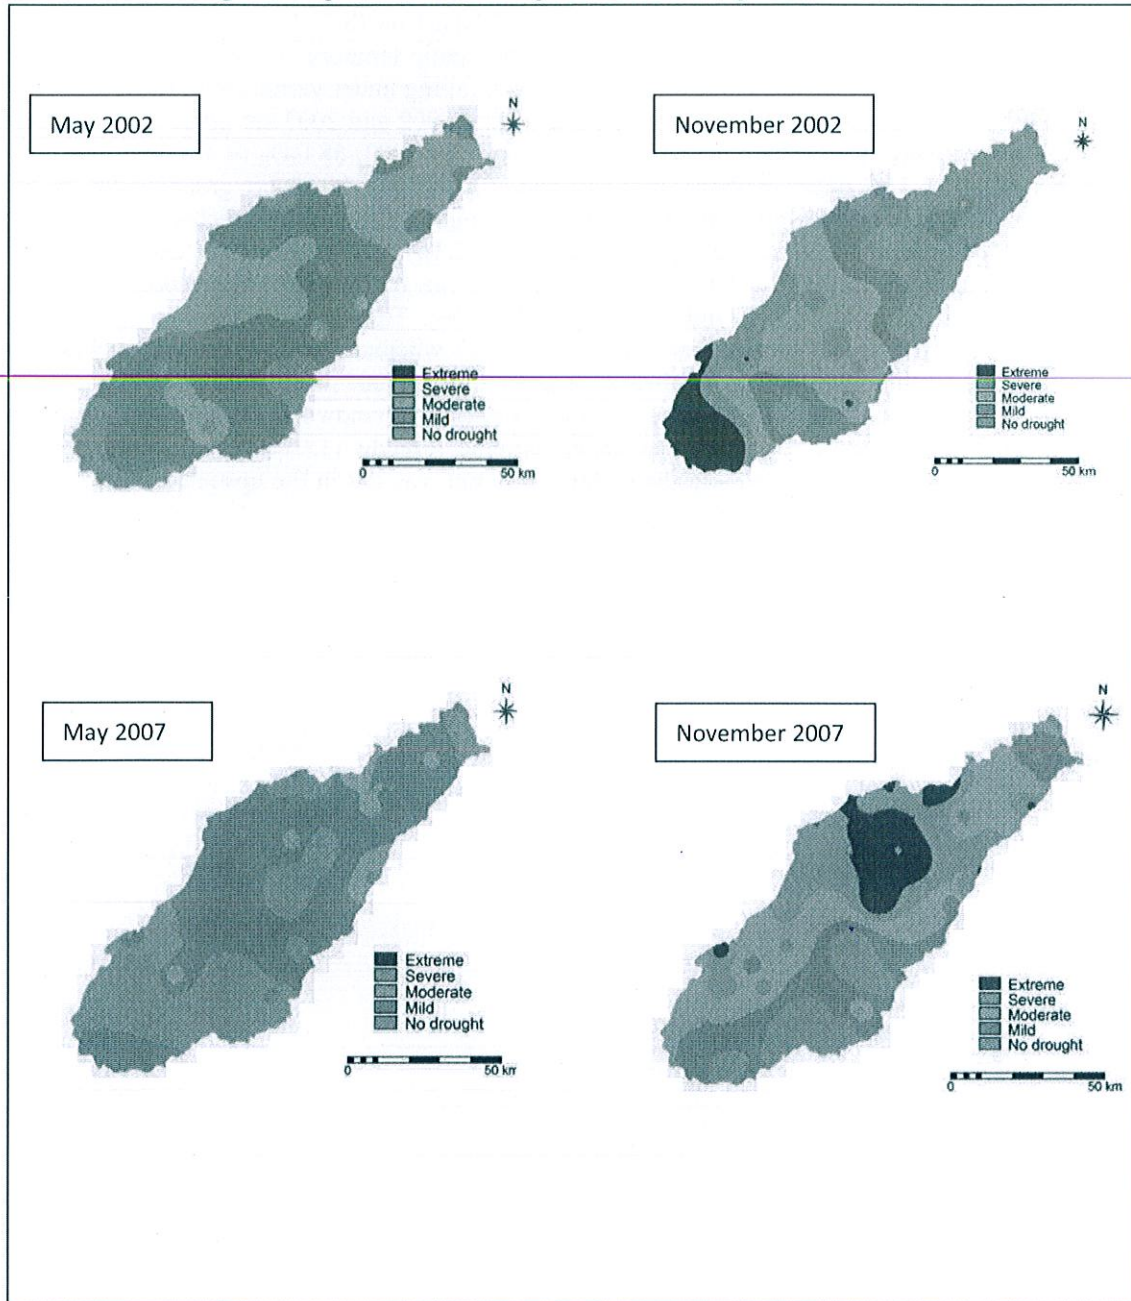 May 2002
N
Extreme
Severe
Moderate
Mild
No drought
0 50 km
November 2002
N
Extreme
Severe
Moderate
Mild
No drought
0 50 km
May 2007
N
Extreme
Severe
Moderate
Mild
No drought
0 50 km
November 2007
N
Extreme
Severe
Moderate
Mild
No drought
0 50 km